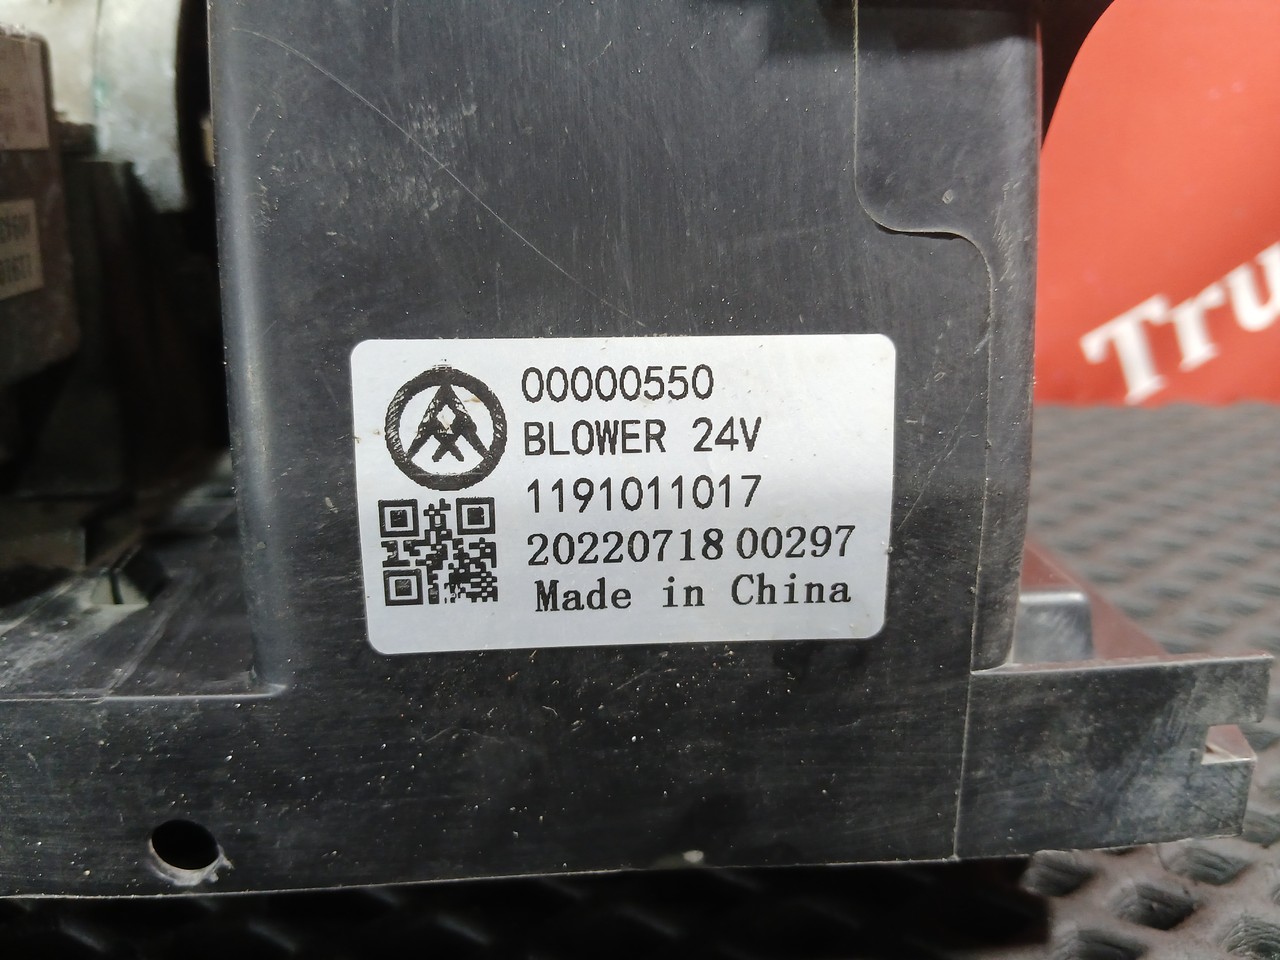 00000550
BLOWER 24V
1191011017
20220718 00297
Made in China
Tru